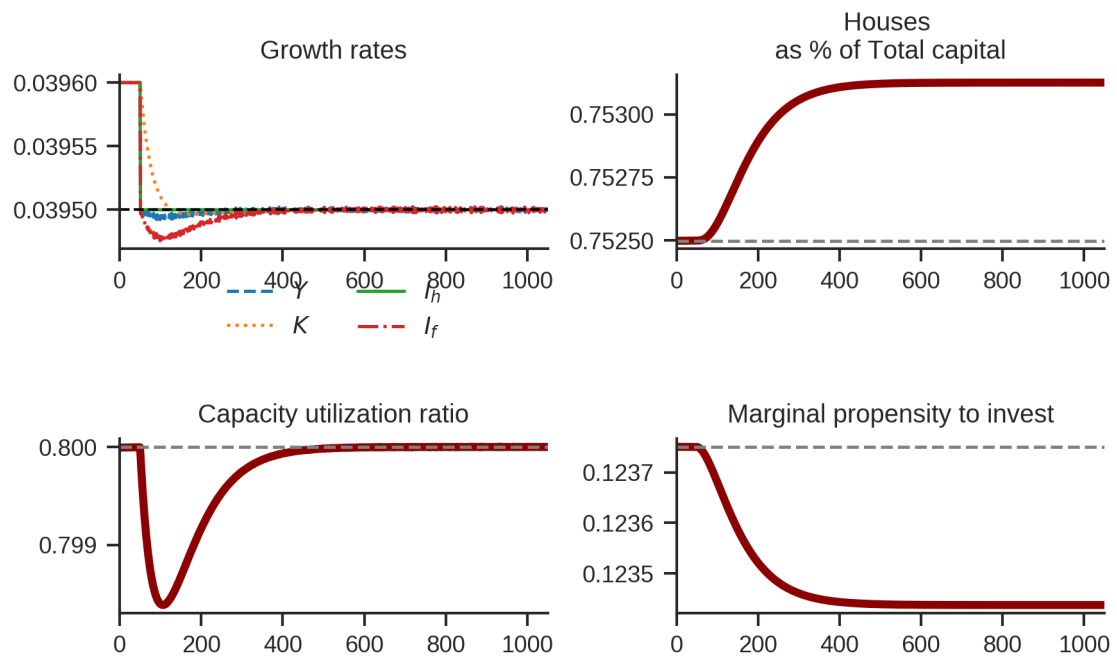 Growth rates
0.03960
0.03955
0.03950
0 200 400 600 800 1000
Y I_h
K I_f
Houses
as % of Total capital
0.75300
0.75275
0.75250
0 200 400 600 800 1000
Capacity utilization ratio
0.800
0.799
0 200 400 600 800 1000
Marginal propensity to invest
0.1237
0.1236
0.1235
0 200 400 600 800 1000